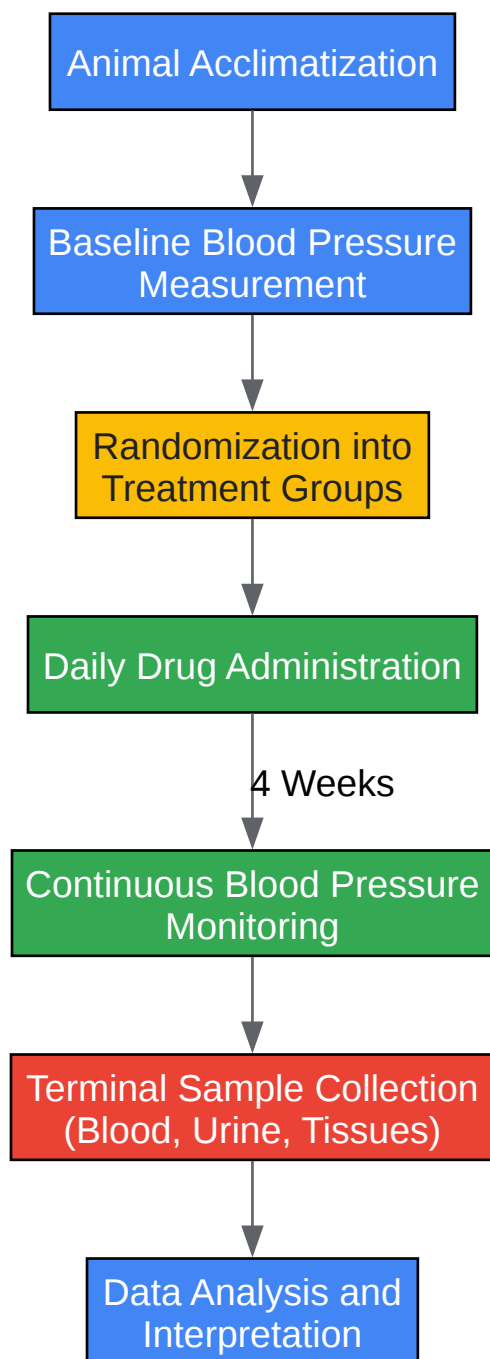 Animal Acclimatization
Baseline Blood Pressure
Measurement
Randomization into
Treatment Groups
Daily Drug Administration
4 Weeks
Continuous Blood Pressure
Monitoring
Terminal Sample Collection
(Blood, Urine, Tissues)
Data Analysis and
Interpretation